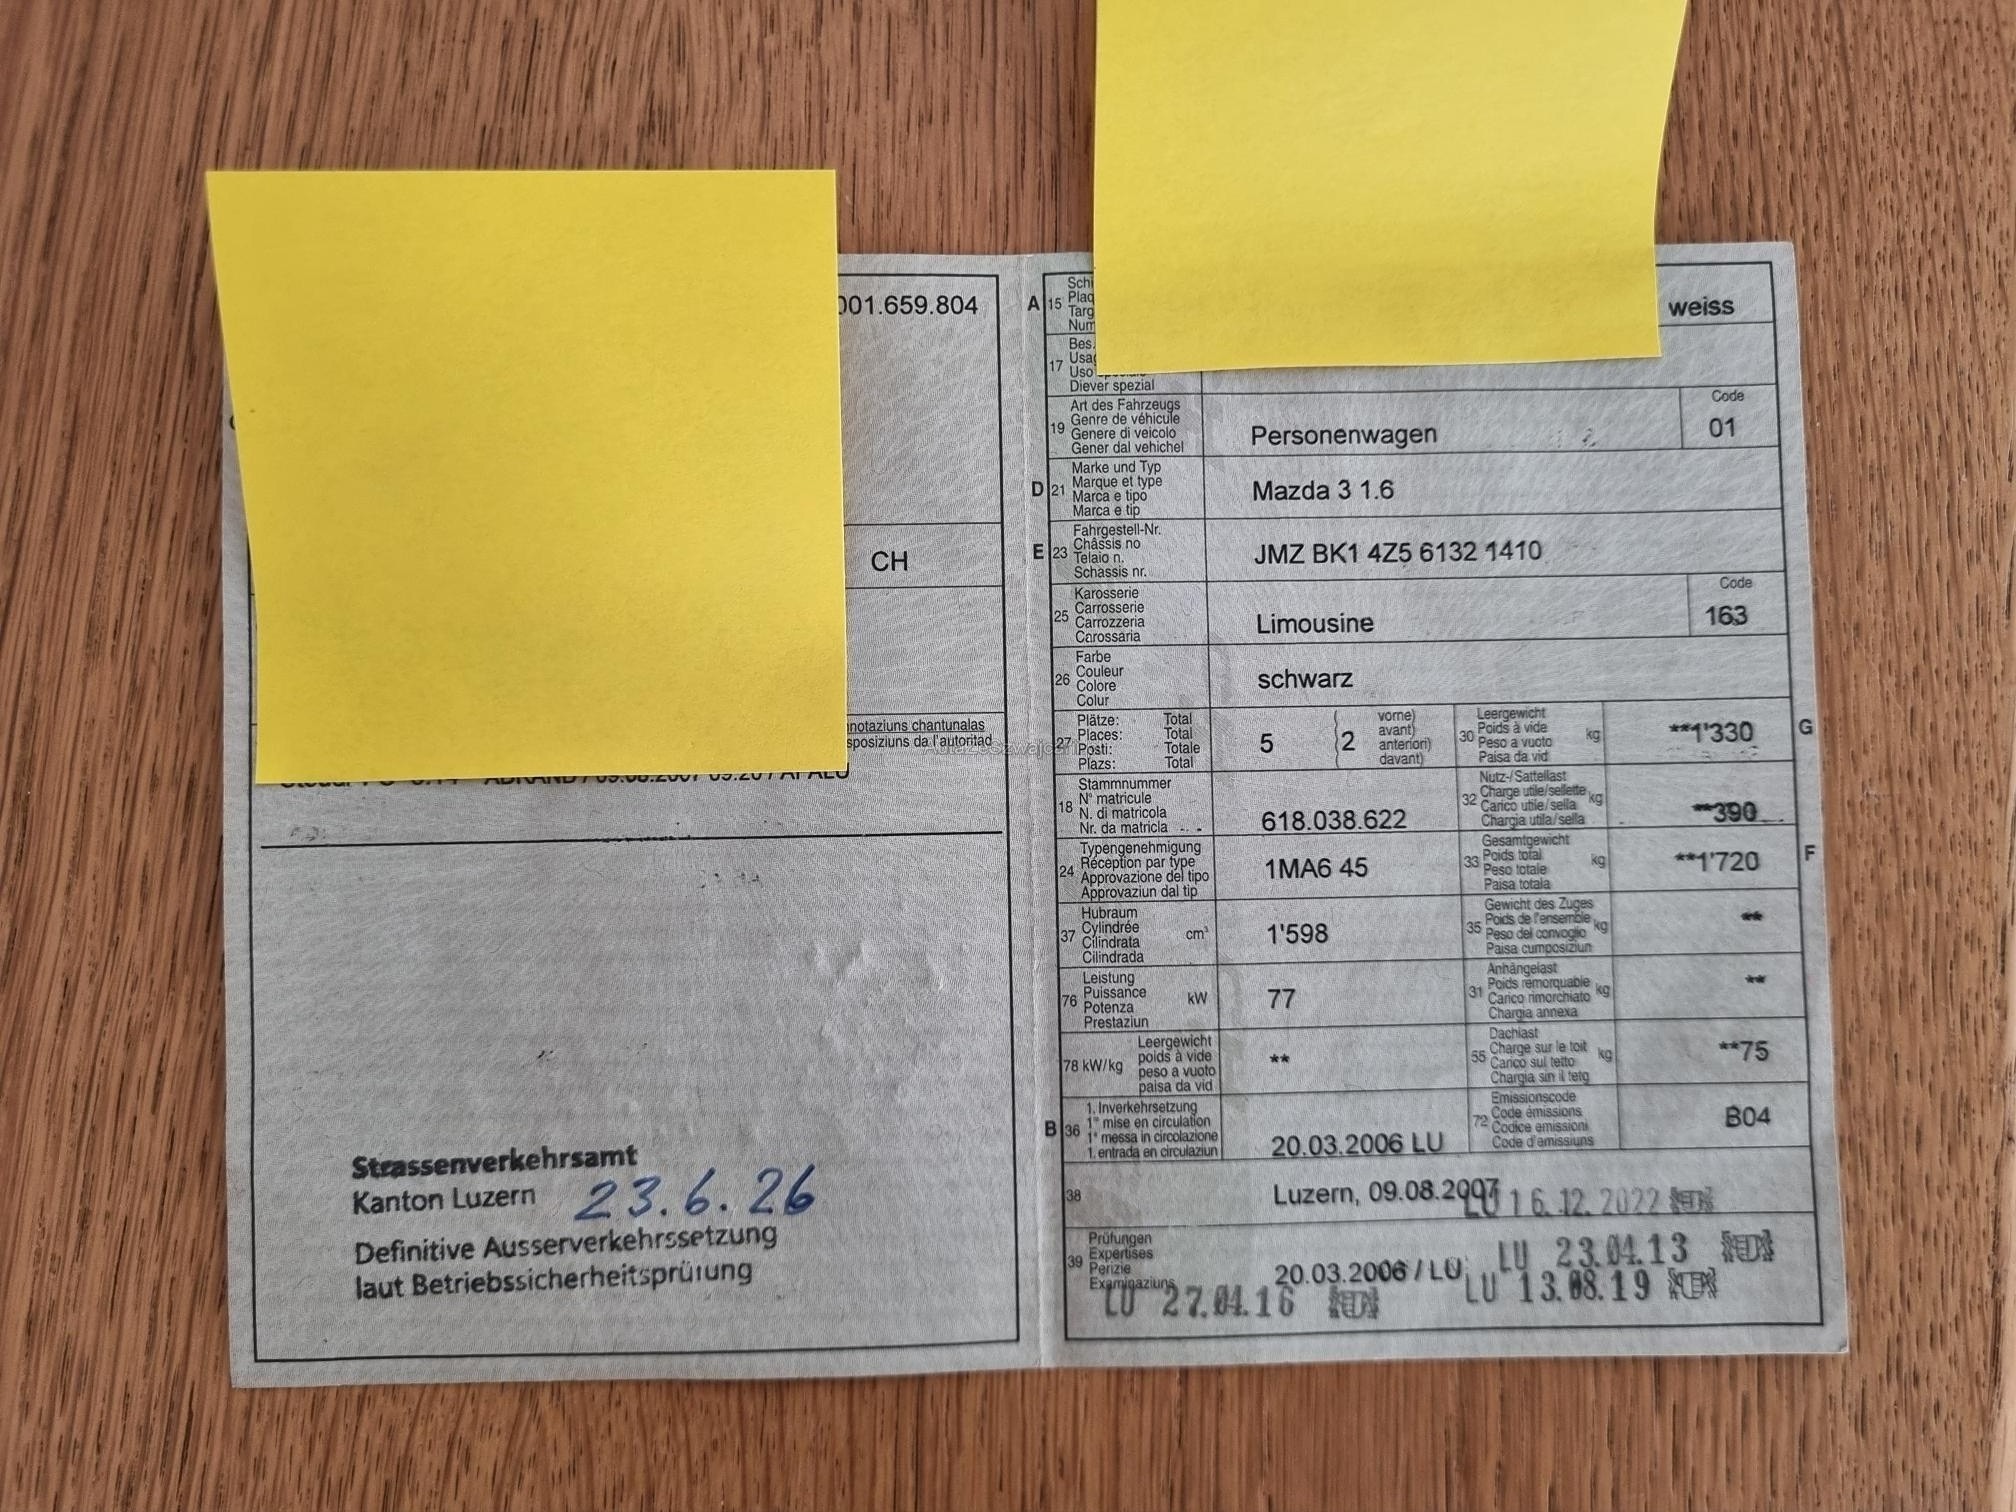 001.659.804
CH
nnotaziuns chantunalas
sposiziuns da l'autoritad
Strassenverkehrsamt
Kanton Luzern 23.6.26
Definitive Ausserverkehrssetzung
laut Betriebssicherheitsprüfung
A 15 Schi
Plaq
Targ
Num
weiss
17 Bes.
Usa
Uso
Diever spezial
19 Art des Fahrzeugs
Genre de véhicule
Genere di veicolo
Gener dal vehichel
Personenwagen
Code
01
D 21 Marke und Typ
Marque et type
Marca e tipo
Marca e tip
Mazda 3 1.6
E 23 Fahrgestell-Nr.
Châssis no
Telaio n.
Schassis nr.
JMZ BK1 4Z5 6132 1410
25 Karosserie
Carrosserie
Carrozzeria
Carossaria
Limousine
Code
163
26 Farbe
Couleur
Colore
Colur
schwarz
27 Plätze: Total
Places: Total
Posti: Totale
Plazs: Total
5 (2 vorne)
avant)
anteriori)
davant)
30 Leergewicht
Poids à vide
Peso a vuoto
Paisa da vid
kg **1'330 G
18 Stammnummer
N° matricule
N. di matricola
Nr. da matricla
618.038.622
32 Nutz-/Sattellast
Charge utile/sellette
Carico utile/sella
Chargia utila/sella
kg **390
24 Typengenehmigung
Réception par type
Approvazione del tipo
Approvaziun dal tip
1MA6 45
33 Gesamtgewicht
Poids total
Peso totale
Paisa totala
kg **1'720 F
37 Hubraum
Cylindrée
Cilindrata
Cilindrada
cm³ 1'598
35 Gewicht des Zuges
Poids de l'ensemble
Peso del convoglio
Paisa cumposiziun
kg **
76 Leistung
Puissance
Potenza
Prestaziun
kW 77
31 Anhängelast
Poids remorquable
Carico rimorchiato
Chargia annexa
kg **
78 kW/kg Leergewicht
poids à vide
peso a vuoto
paisa da vid
**
55 Dachlast
Charge sur le toit
Carico sul tetto
Chargia sin il tetg
kg **75
B 36 1. Inverkehrsetzung
1re mise en circulation
1a messa in circolazione
1. entrada en circulaziun
20.03.2006 LU
72 Emissionscode
Code émissions
Codice emissioni
Code d'emissiuns
B04
38 Luzern, 09.08.2007 LU 16.12.2022
39 Prüfungen
Expertises
Perizie
Examinaziuns
20.03.2006 / LU
LU 23.04.13
LU 27.04.16
LU 13.08.19